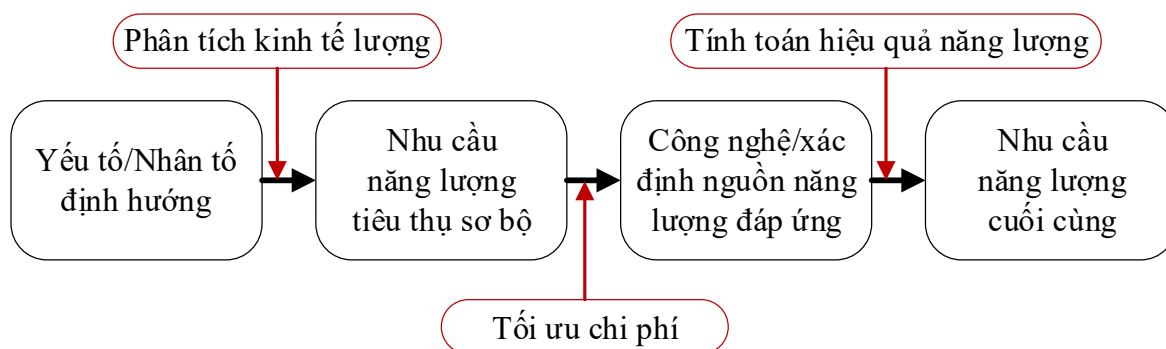 Phân tích kinh tế lượng
Tính toán hiệu quả năng lượng
Yếu tố/Nhân tố
định hướng
Nhu cầu
năng lượng
tiêu thụ sơ bộ
Công nghệ/xác
định nguồn năng
lượng đáp ứng
Nhu cầu
năng lượng
cuối cùng
Tối ưu chi phí